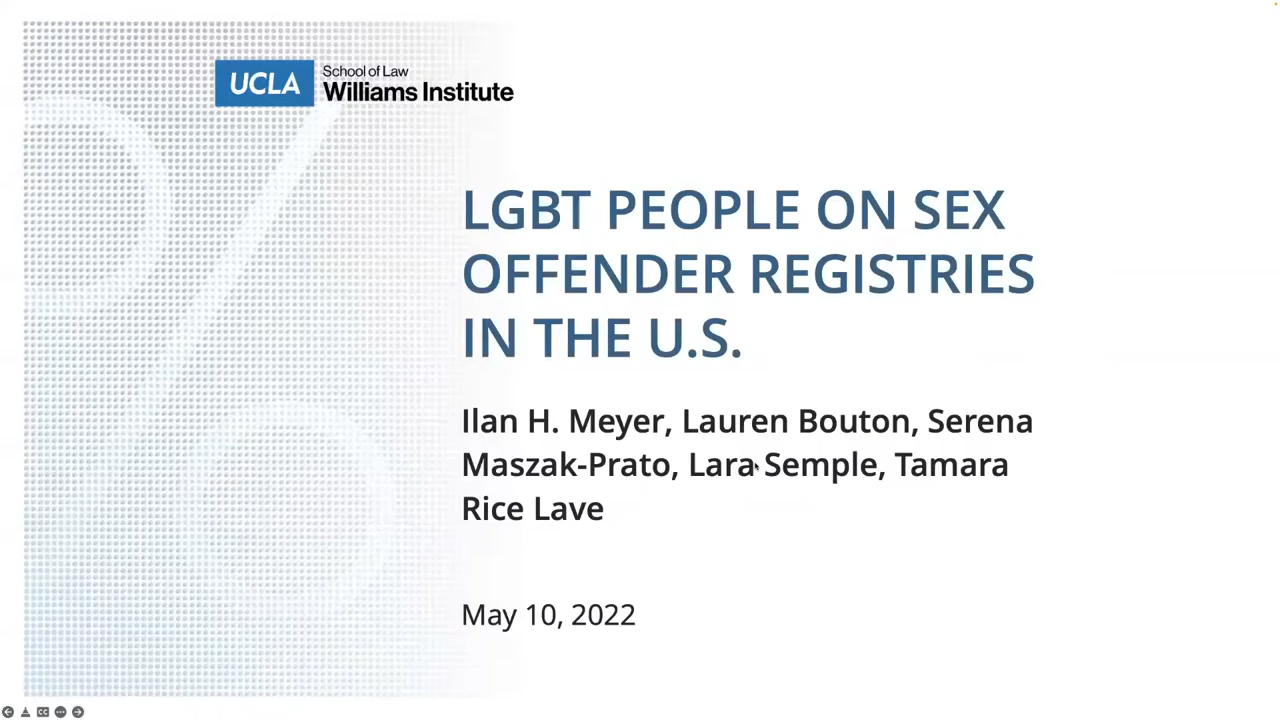 UCLA
School of Law
Williams Institute
LGBT PEOPLE ON SEX
OFFENDER REGISTRIES
IN THE U.S.
Ilan H. Meyer, Lauren Bouton, Serena
Maszak-Prato, Lara Semple, Tamara
Rice Lave
May 10, 2022
CC